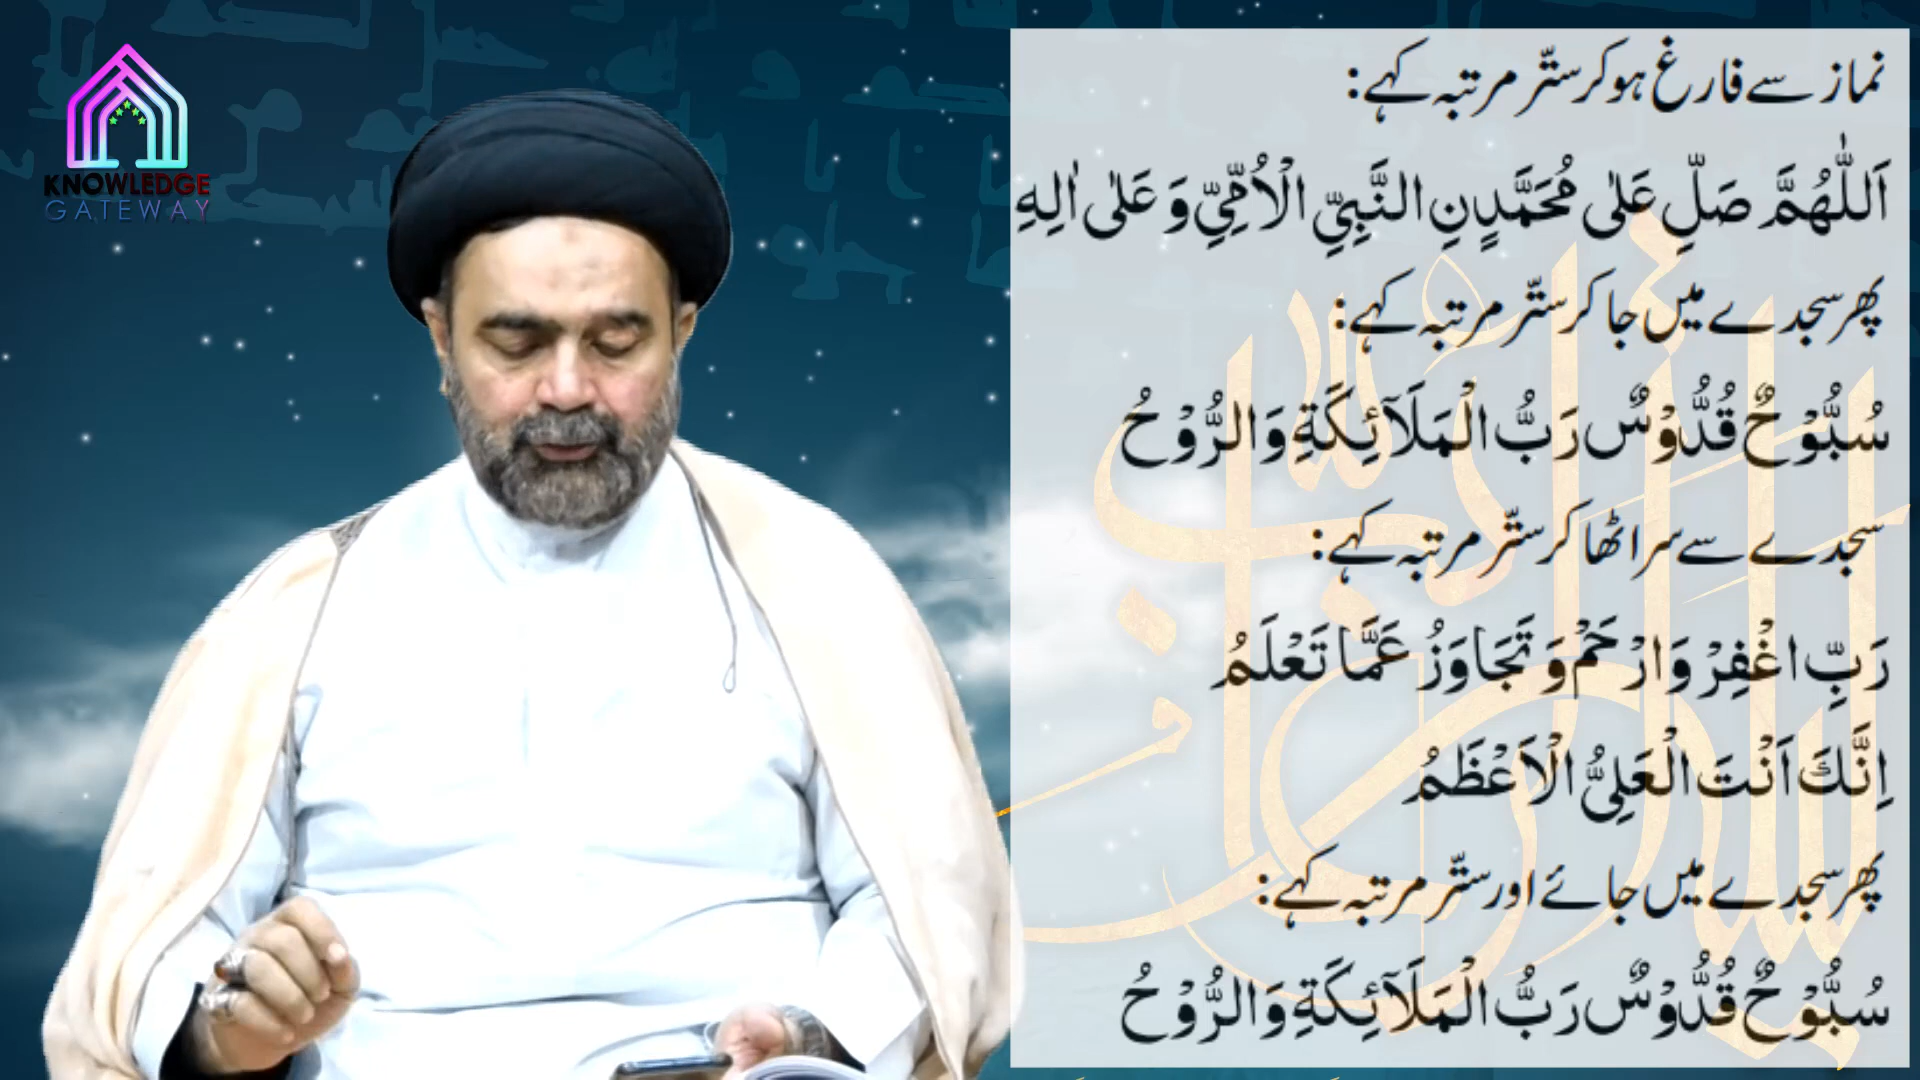 KNOWLEDGE
GATEWAY
نماز سے فارغ ہو کر ستّر مرتبہ کہے:
اَللّٰهُمَّ صَلِّ عَلٰى مُحَمَّدٍنِ النَّبِيِّ الْاُمِّيِّ وَ عَلٰى اٰلِهِ
پھر سجدے میں جا کر ستّر مرتبہ کہے:
سُبُّوْحٌ قُدُّوْسٌ رَبُّ الْمَلَآئِكَةِ وَالرُّوْحُ
سجدے سے سر اٹھا کر ستّر مرتبہ کہے:
رَبِّ اغْفِرْ وَارْحَمْ وَ تَجَاوَزْ عَمَّا تَعْلَمُ
اِنَّكَ اَنْتَ الْعَلِىُّ الْاَعْظَمُ
پھر سجدے میں جائے اور ستّر مرتبہ کہے:
سُبُّوْحٌ قُدُّوْسٌ رَبُّ الْمَلَآئِكَةِ وَالرُّوْحُ